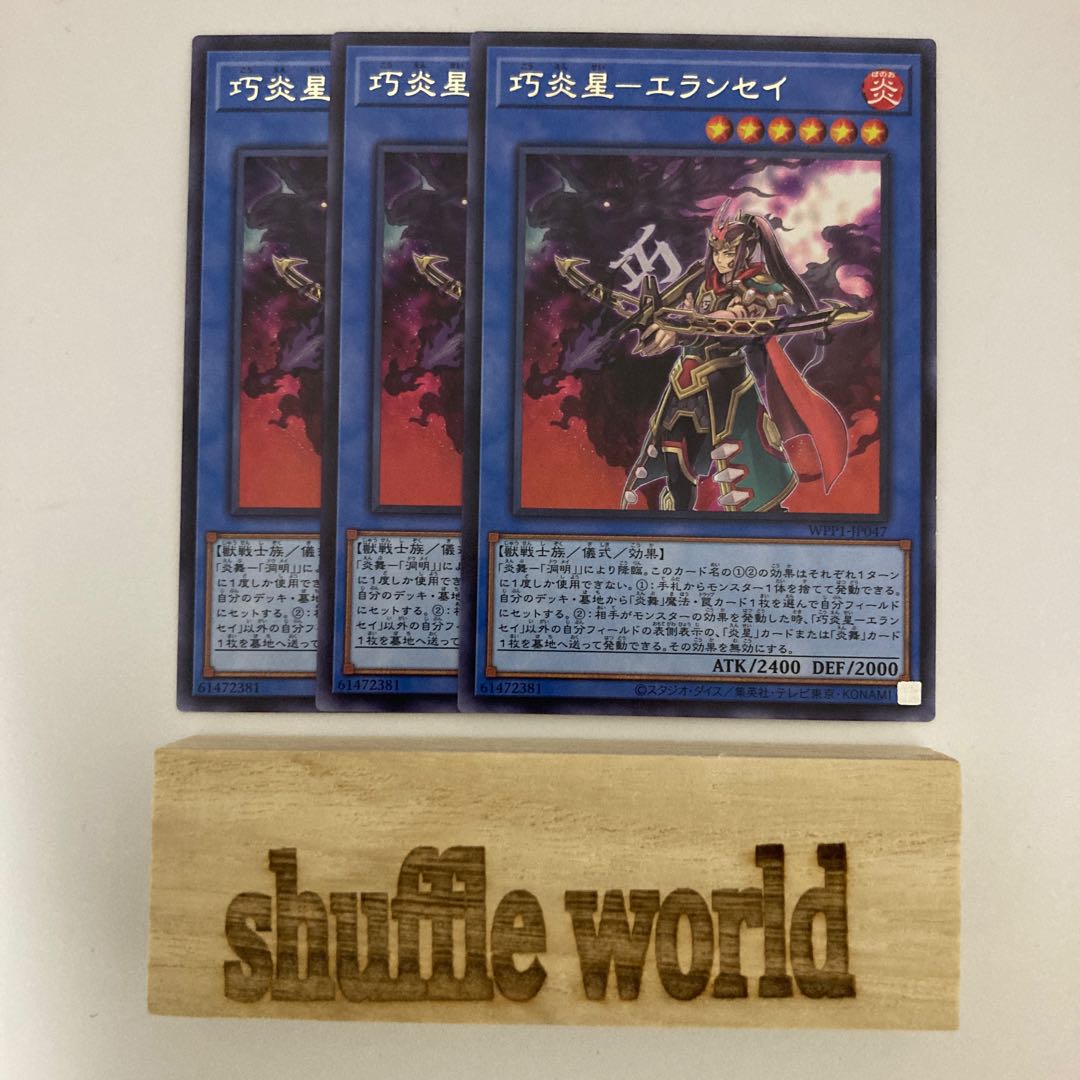 巧炎星
巧炎星
巧炎星－エランセイ
炎
巧
WPP1-JP047
【獣戦士族／儀式
「炎舞－「洞明」」によ
に1度しか使用でき
自分のデッキ・墓地
にセットする。②：相
セイ」以外の自分フィ
1枚を墓地へ送って
61472381
【獣戦士族／儀式
「炎舞－「洞明」」によ
に1度しか使用でき
自分のデッキ・墓地
にセットする。②：相
セイ」以外の自分フィ
1枚を墓地へ送って
61472381
【獣戦士族／儀式／効果】
「炎舞－「洞明」」により降臨。このカード名の①②の効果はそれぞれ1ターン
に1度しか使用できない。①：手札からモンスター1体を捨てて発動できる。
自分のデッキ・墓地から「炎舞」魔法・罠カード1枚を選んで自分フィールド
にセットする。②：相手がモンスターの効果を発動した時、「巧炎星－エラン
セイ」以外の自分フィールドの表側表示の、「炎星」カードまたは「炎舞」カード
1枚を墓地へ送って発動できる。その効果を無効にする。
ATK/2400 DEF/2000
61472381
©スタジオ・ダイス／集英社・テレビ東京・KONAMI
shuffle world